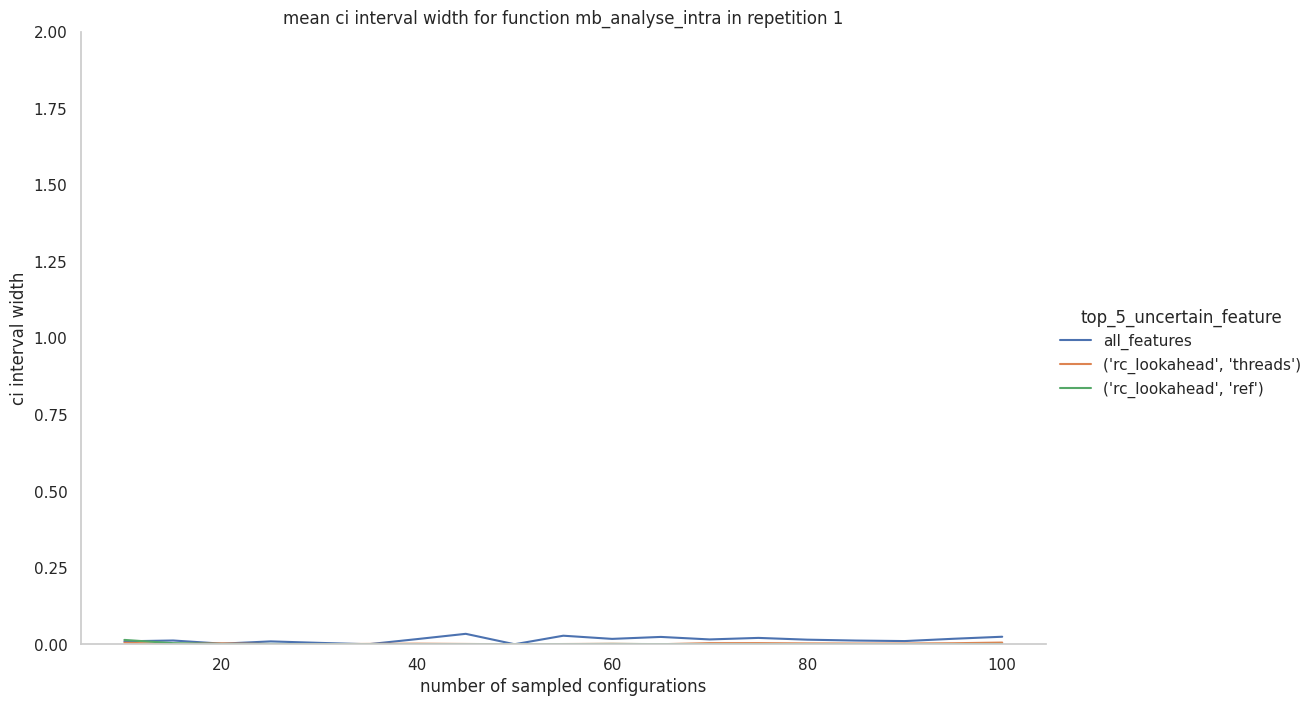 mean ci interval width for function mb_analyse_intra in repetition 1
2.00
1.75
1.50
1.25
1.00
0.75
0.50
0.25
0.00
ci interval width
20
40
60
80
100
number of sampled configurations
top_5_uncertain_feature
all_features
('rc_lookahead', 'threads')
('rc_lookahead', 'ref')